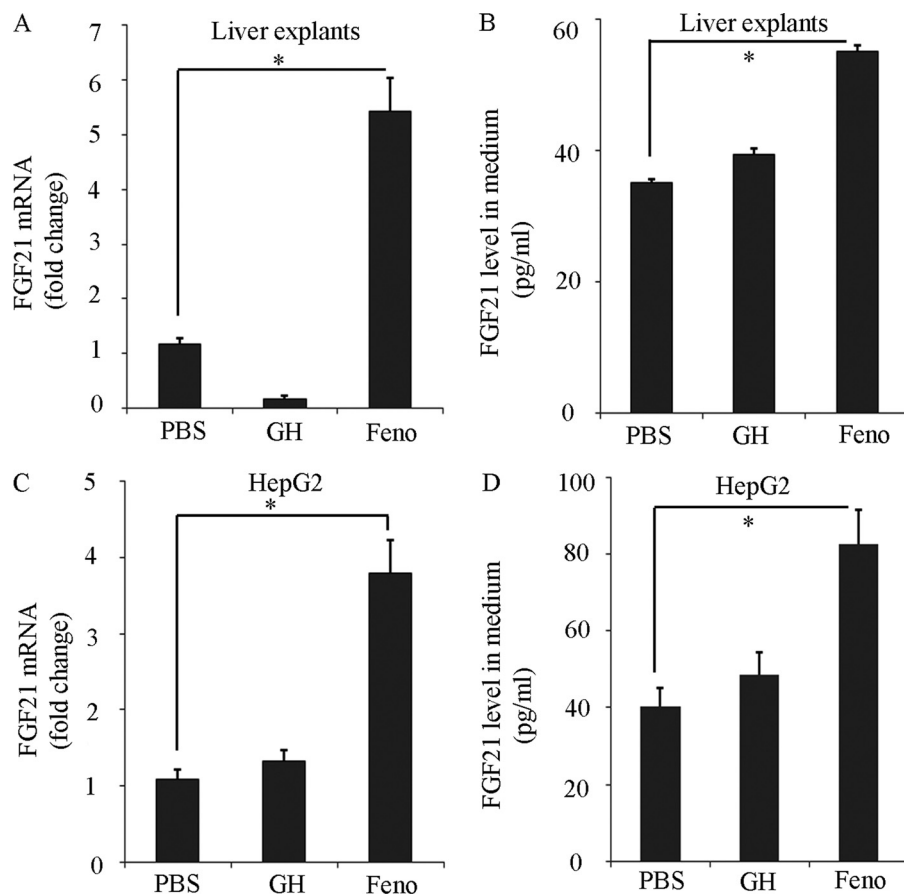 A
Liver explants
*
FGF21 mRNA
(fold change)
7
6
5
4
3
2
1
0
PBS GH Feno
B
Liver explants
*
FGF21 level in medium
(pg/ml)
60
40
20
0
PBS GH Feno
C
HepG2
*
FGF21 mRNA
(fold change)
5
4
3
2
1
0
PBS GH Feno
D
HepG2
*
FGF21 level in medium
(pg/ml)
100
80
60
40
20
0
PBS GH Feno